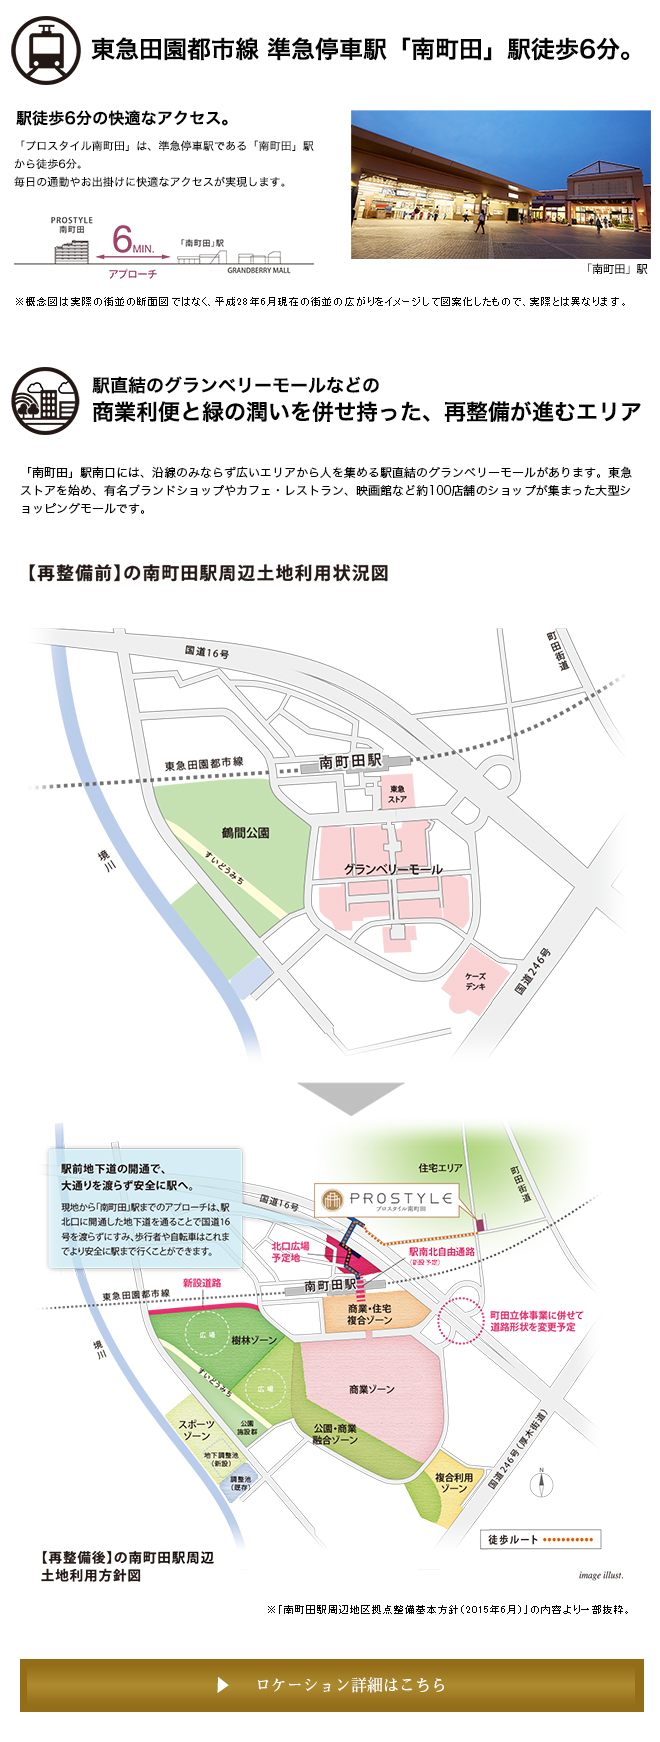 東急田園都市線 準急停車駅「南町田」駅徒歩6分。
駅徒歩6分の快適なアクセス。
「プロスタイル南町田」は、準急停車駅である「南町田」駅
から徒歩6分。
毎日の通勤やお出掛けに快適なアクセスが実現します。
PROSTYLE
南町田
6MIN.
アプローチ
「南町田」駅
GRANDBERRY MALL
「南町田」駅
※概念図は実際の街並の断面図ではなく、平成28年6月現在の街並の広がりをイメージして図案化したもので、実際とは異なります。
駅直結のグランベリーモールなどの
商業利便と緑の潤いを併せ持った、再整備が進むエリア
「南町田」駅南口には、沿線のみならず広いエリアから人を集める駅直結のグランベリーモールがあります。東急
ストアを始め、有名ブランドショップやカフェ・レストラン、映画館など約100店舗のショップが集まった大型シ
ョッピングモールです。
【再整備前】の南町田駅周辺土地利用状況図
国道16号
町田街道
東急田園都市線
南町田駅
東急
ストア
鶴間公園
すいどうみち
境川
グランベリーモール
ケーズ
デンキ
国道246号
駅前地下道の開通で、
大通りを渡らず安全に駅へ。
現地から「南町田」駅までのアプローチは、駅
北口に開通した地下道を通ることで国道16
号を渡らずにすみ、歩行者や自転車はこれま
でより安全に駅まで行くことができます。
住宅エリア
町田街道
国道16号
PROSTYLE
プロスタイル南町田
北口広場
予定地
駅南北自由通路
(新設予定)
新設道路
南町田駅
東急田園都市線
商業・住宅
複合ゾーン
町田立体事業に併せて
道路形状を変更予定
境川
広場
樹林ゾーン
すいどうみち
広場
商業ゾーン
スポーツ
ゾーン
公園
施設群
公園・商業
融合ゾーン
地下調整池
(新設)
調整池
(既存)
複合利用
ゾーン
国道246号(厚木街道)
N
徒歩ルート
【再整備後】の南町田駅周辺
土地利用方針図
image illust.
※「南町田駅周辺地区拠点整備基本方針(2015年6月)」の内容より一部抜粋。
ロケーション詳細はこちら